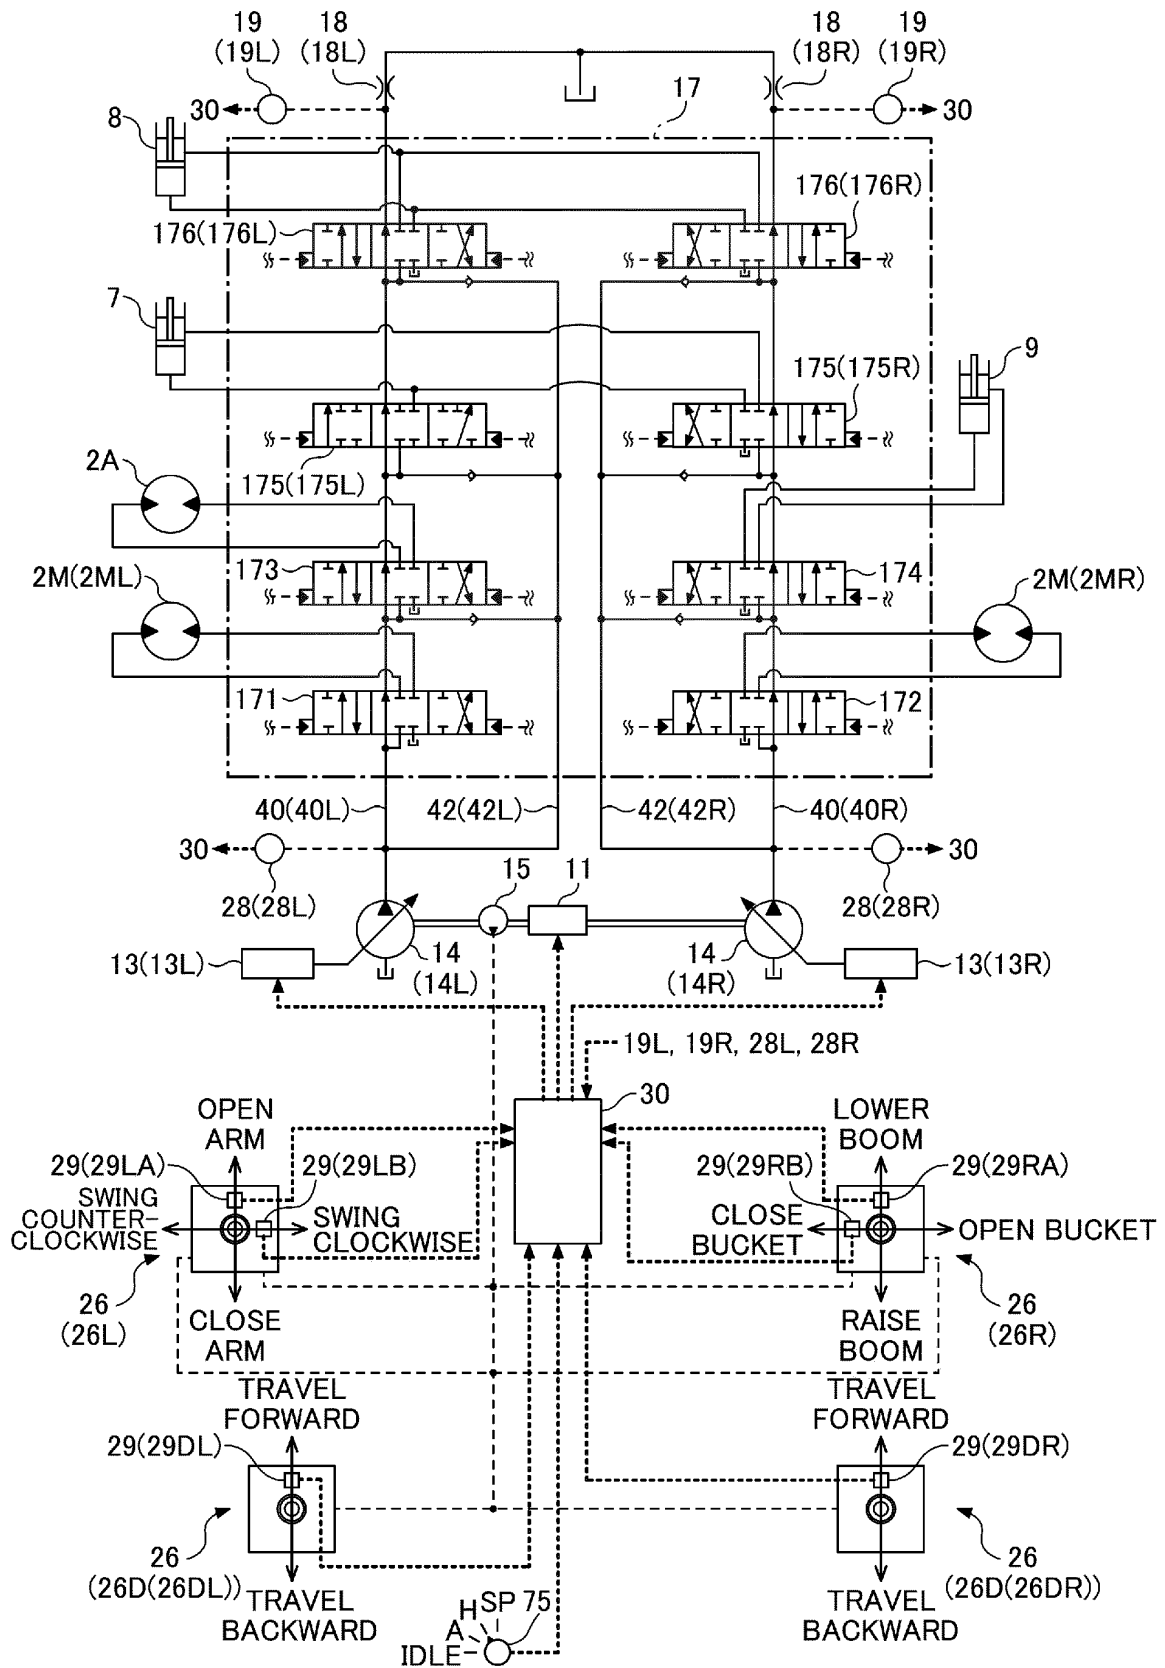 19
(19L)
18
(18L)
18
(18R)
19
(19R)
30
30
17
8
176(176L)
176(176R)
7
9
175(175R)
2A
175(175L)
173
174
2M(2ML)
2M(2MR)
171
172
40(40L)
42(42L)
42(42R)
40(40R)
30
30
28(28L)
15
11
28(28R)
13(13L)
14
(14L)
14
(14R)
13(13R)
19L, 19R, 28L, 28R
30
OPEN
ARM
LOWER
BOOM
29(29LA)
29(29LB)
29(29RB)
29(29RA)
SWING
COUNTER-
CLOCKWISE
SWING
CLOCKWISE
CLOSE
BUCKET
OPEN BUCKET
26
(26L)
CLOSE
ARM
RAISE
BOOM
26
(26R)
TRAVEL
FORWARD
TRAVEL
FORWARD
29(29DL)
29(29DR)
26
(26D(26DL))
TRAVEL
BACKWARD
26
(26D(26DR))
TRAVEL
BACKWARD
SP
75
H
A
IDLE